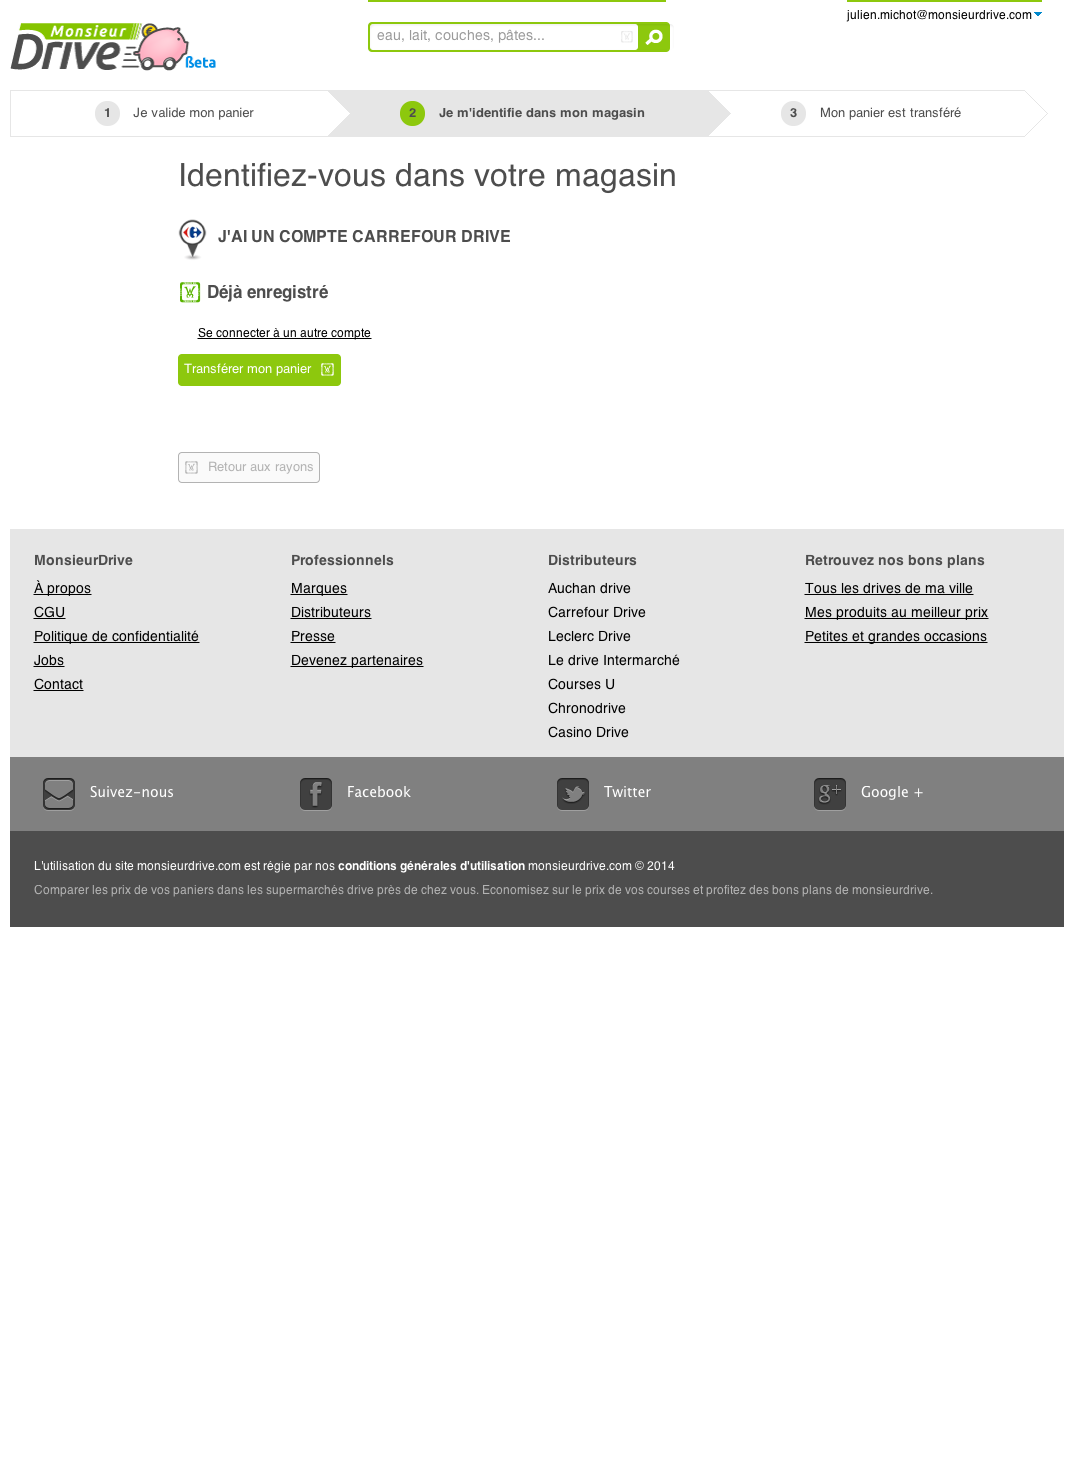 julien.michot@monsieurdrive.com
Monsieur
Drive
ßeta
eau, lait, couches, pâtes...
1 Je valide mon panier
2 Je m'identifie dans mon magasin
3 Mon panier est transféré
Identifiez-vous dans votre magasin
J'AI UN COMPTE CARREFOUR DRIVE
Déjà enregistré
Se connecter à un autre compte
Transférer mon panier
Retour aux rayons
MonsieurDrive
À propos
CGU
Politique de confidentialité
Jobs
Contact
Professionnels
Marques
Distributeurs
Presse
Devenez partenaires
Distributeurs
Auchan drive
Carrefour Drive
Leclerc Drive
Le drive Intermarché
Courses U
Chronodrive
Casino Drive
Retrouvez nos bons plans
Tous les drives de ma ville
Mes produits au meilleur prix
Petites et grandes occasions
Suivez-nous
Facebook
Twitter
Google +
L'utilisation du site monsieurdrive.com est régie par nos conditions générales d'utilisation monsieurdrive.com © 2014
Comparer les prix de vos paniers dans les supermarchés drive près de chez vous. Economisez sur le prix de vos courses et profitez des bons plans de monsieurdrive.